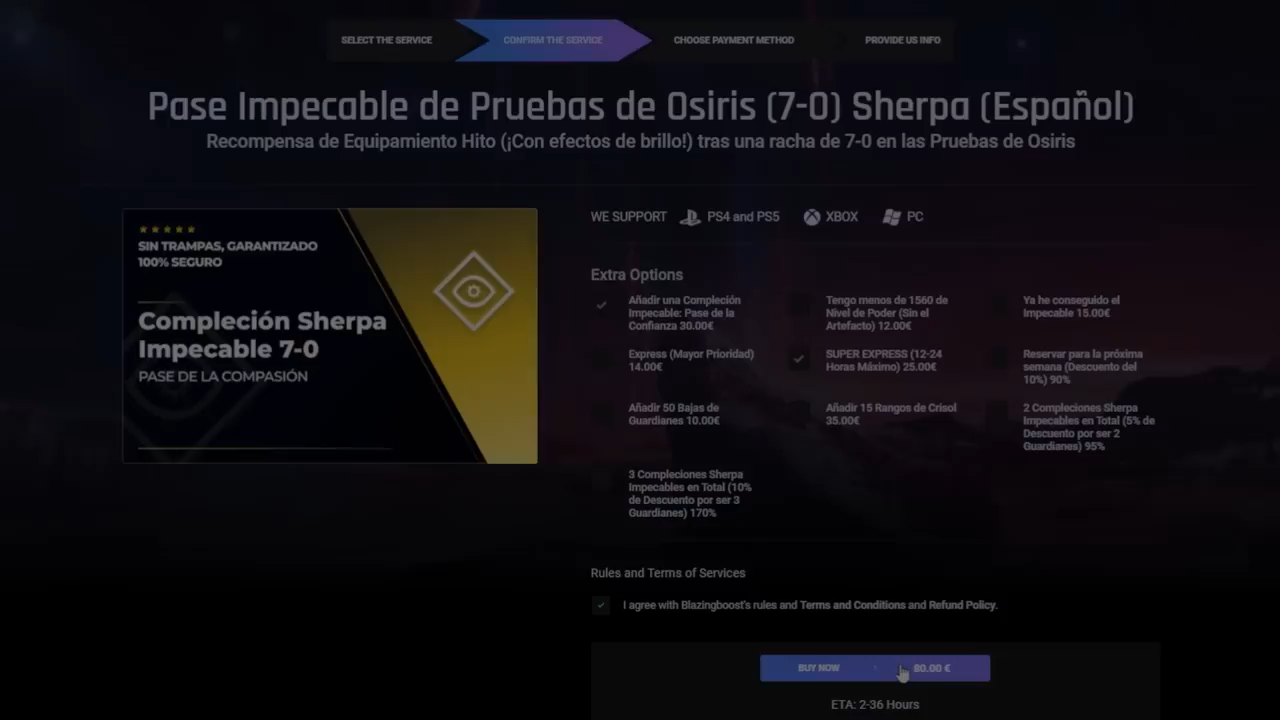 SELECT THE SERVICE
CONFIRM THE SERVICE
CHOOSE PAYMENT METHOD
PROVIDE US INFO
Pase Impecable de Pruebas de Osiris (7-0) Sherpa (Español)
Recompensa de Equipamiento Hito (¡Con efectos de brillo!) tras una racha de 7-0 en las Pruebas de Osiris
SIN TRAMPAS, GARANTIZADO
100% SEGURO
Compleción Sherpa
Impecable 7-0
PASE DE LA COMPASIÓN
WE SUPPORT PS4 and PS5 XBOX PC
Extra Options
Añadir una Compleción
Impecable: Pase de la
Confianza 30.00€
Tengo menos de 1560 de
Nivel de Poder (Sin el
Artefacto) 12.00€
Ya he conseguido el
Impecable 15.00€
Express (Mayor Prioridad)
14.00€
SUPER EXPRESS (12-24
Horas Máximo) 25.00€
Reservar para la próxima
semana (Descuento del
10%) 90%
Añadir 50 Bajas de
Guardianes 10.00€
Añadir 15 Rangos de Crisol
35.00€
2 Compleciones Sherpa
Impecables en Total (5% de
Descuento por ser 2
Guardianes) 95%
3 Compleciones Sherpa
Impecables en Total (10%
de Descuento por ser 3
Guardianes) 170%
Rules and Terms of Services
I agree with Blazingboost's rules and Terms and Conditions and Refund Policy.
BUY NOW 80.00 €
ETA: 2-36 Hours